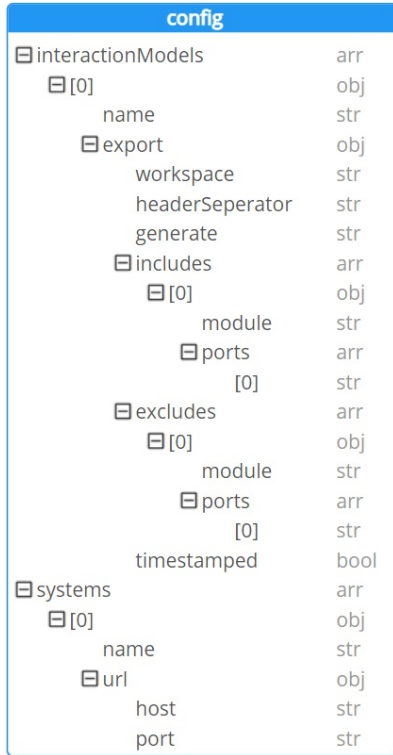 config
interactionModels arr
[0] obj
name str
export obj
workspace str
headerSeperator str
generate str
includes arr
[0] obj
module str
ports arr
[0] str
excludes arr
[0] obj
module str
ports arr
[0] str
timestamped bool
systems arr
[0] obj
name str
url obj
host str
port str